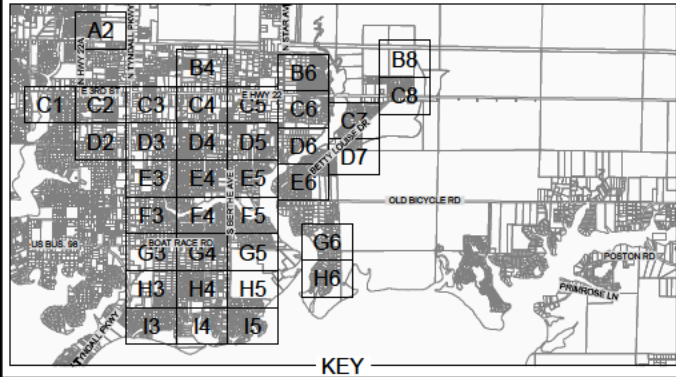 A2
N HWY 22A
N TYNDALL PKWY
N STAR AV
B4
B6
B8
E 3RD ST
E HWY 22
C1
C2
C3
C4
C5
C6
C7
C8
D2
D3
D4
D5
D6
D7
BETTY LOUISE DR
E3
E4
E5
E6
S BERTHE AVE
OLD BICYCLE RD
F3
F4
F5
US BUS. 98
BOAT RACE RD
G3
G4
G5
G6
POSTON RD
H3
H4
H5
H6
PRIMROSE LN
I3
I4
I5
TYNDALL PKWY
KEY